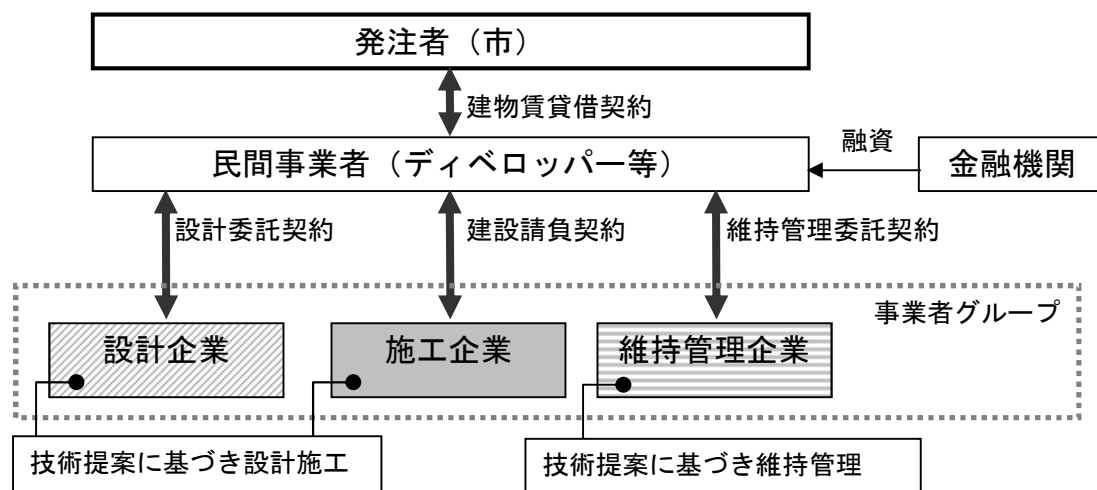 発注者（市）
建物賃貸借契約
民間事業者（ディベロッパー等）
融資
金融機関
設計委託契約
建設請負契約
維持管理委託契約
事業者グループ
設計企業
施工企業
維持管理企業
技術提案に基づき設計施工
技術提案に基づき維持管理